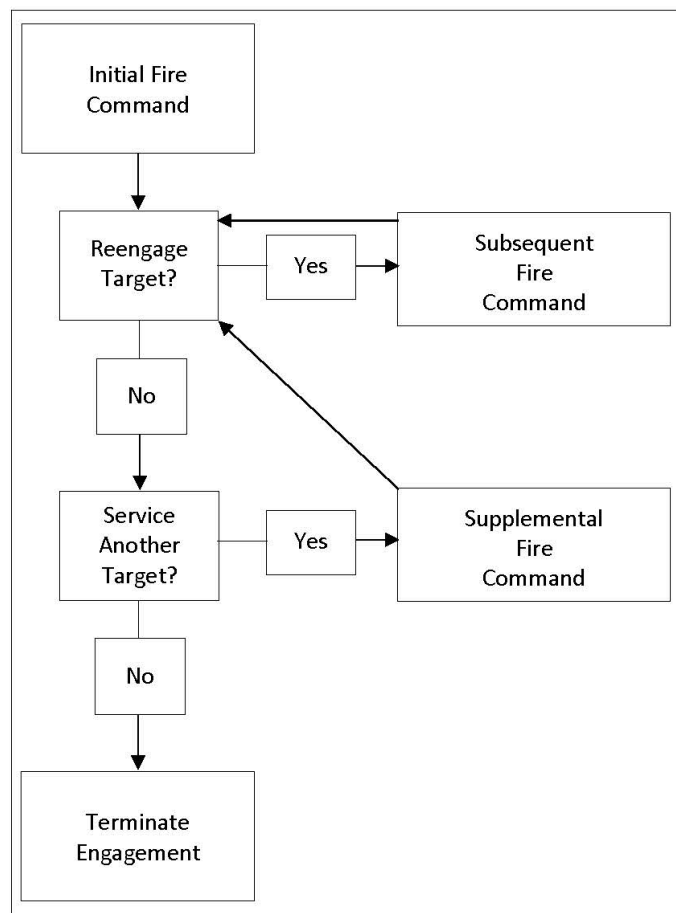 Initial Fire
Command
Reengage
Target?
Yes
Subsequent
Fire
Command
No
Service
Another
Target?
Yes
Supplemental
Fire
Command
No
Terminate
Engagement